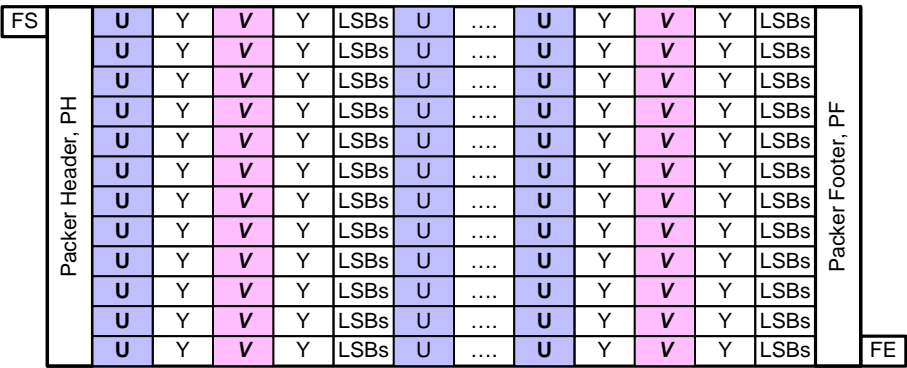 FS U Y V Y LSBs U .... U Y V Y LSBs
U Y V Y LSBs U .... U Y V Y LSBs
U Y V Y LSBs U .... U Y V Y LSBs
U Y V Y LSBs U .... U Y V Y LSBs
U Y V Y LSBs U .... U Y V Y LSBs
U Y V Y LSBs U .... U Y V Y LSBs
U Y V Y LSBs U .... U Y V Y LSBs
U Y V Y LSBs U .... U Y V Y LSBs
U Y V Y LSBs U .... U Y V Y LSBs
U Y V Y LSBs U .... U Y V Y LSBs
U Y V Y LSBs U .... U Y V Y LSBs
U Y V Y LSBs U .... U Y V Y LSBs FE
Packer Header, PH
Packer Footer, PF